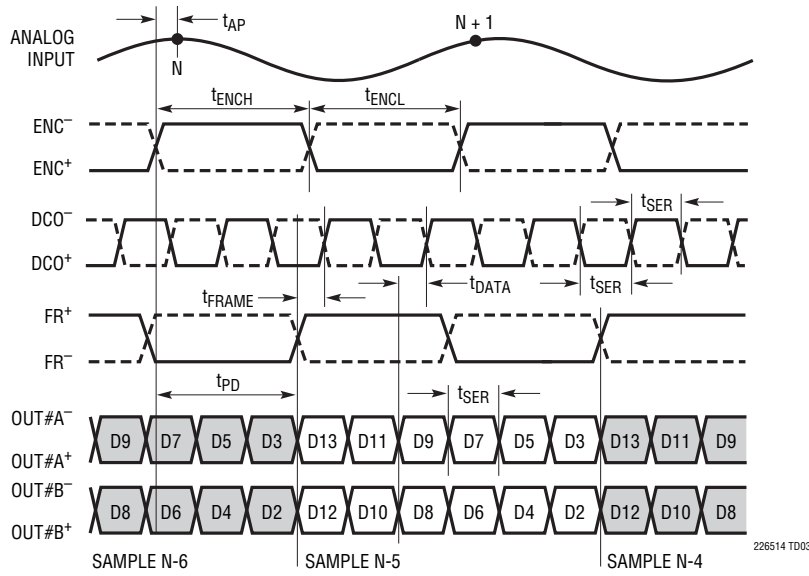 ANALOG
INPUT
tAP
N
N + 1
tENCH
tENCL
ENC–
ENC+
DCO–
DCO+
tSER
tFRAME
tDATA
tSER
FR+
FR–
tPD
tSER
OUT#A–
OUT#A+
D9 D7 D5 D3 D13 D11 D9 D7 D5 D3 D13 D11 D9
OUT#B–
OUT#B+
D8 D6 D4 D2 D12 D10 D8 D6 D4 D2 D12 D10 D8
SAMPLE N-6
SAMPLE N-5
SAMPLE N-4
226514 TD03